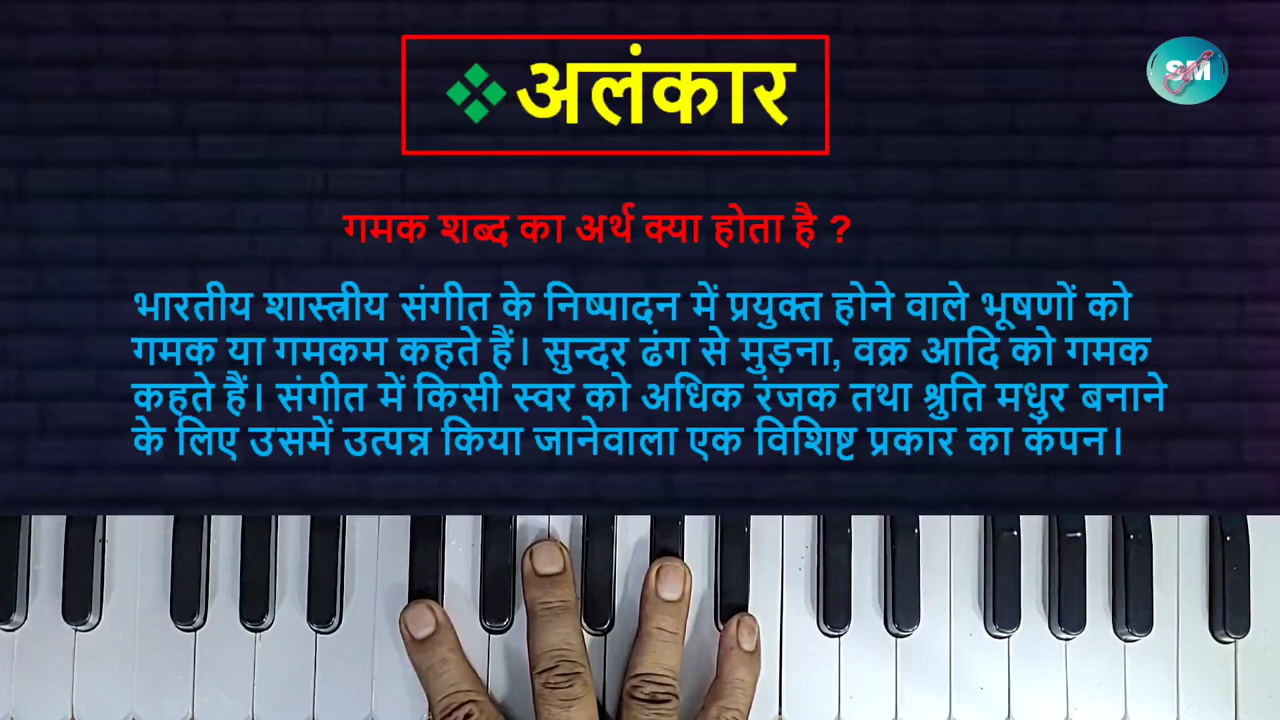 अलंकार
SM
गमक शब्द का अर्थ क्या होता है ?
भारतीय शास्त्रीय संगीत के निष्पादन में प्रयुक्त होने वाले भूषणों को
गमक या गमकम कहते हैं। सुन्दर ढंग से मुड़ना, वक्र आदि को गमक
कहते हैं। संगीत में किसी स्वर को अधिक रंजक तथा श्रुति मधुर बनाने
के लिए उसमें उत्पन्न किया जानेवाला एक विशिष्ट प्रकार का कंपन।